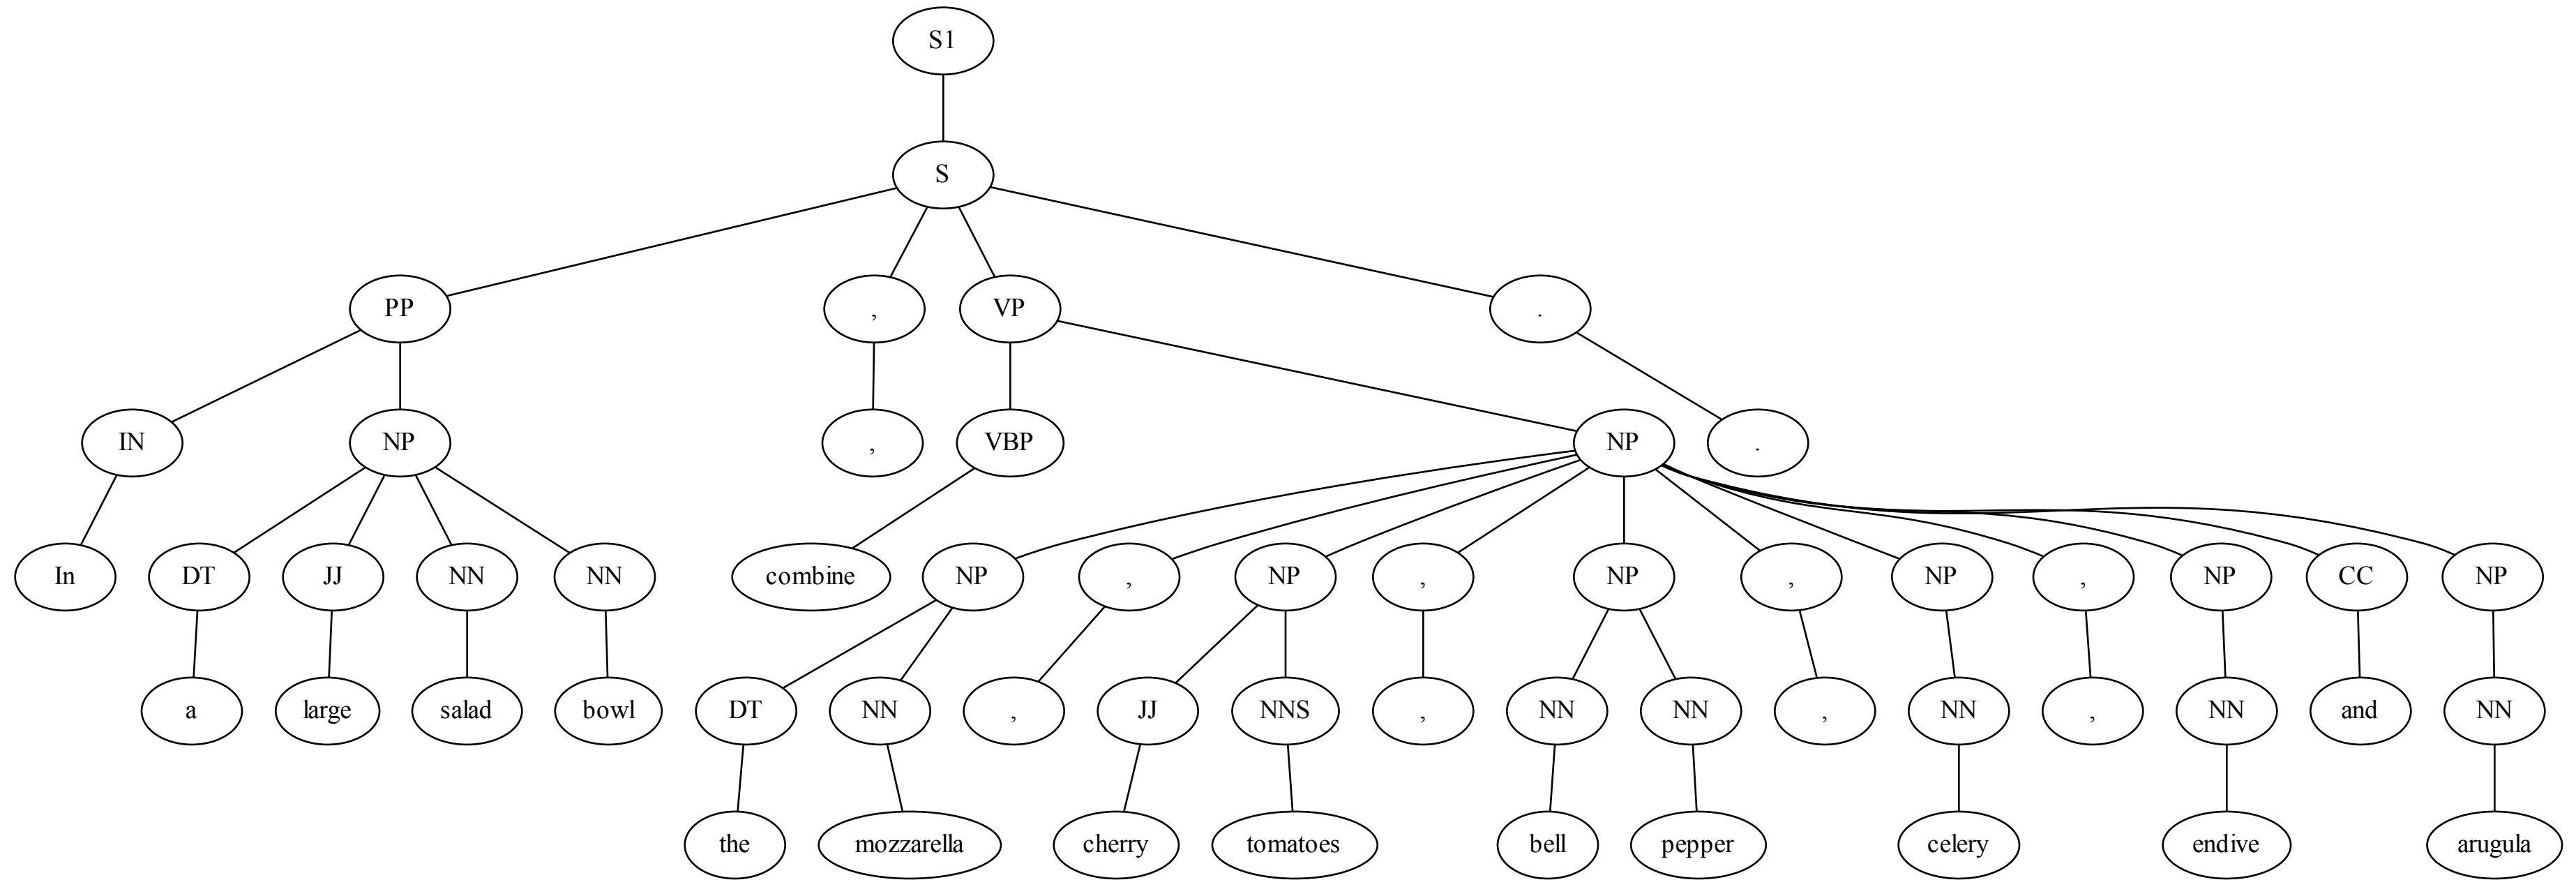 S1
S
PP , VP .
IN NP , VBP NP .
In DT JJ NN NN combine NP , NP , NP , NP , NP CC NP
a large salad bowl DT NN , JJ NNS , NN NN , NN , NN and NN
the mozzarella cherry tomatoes bell pepper celery endive arugula